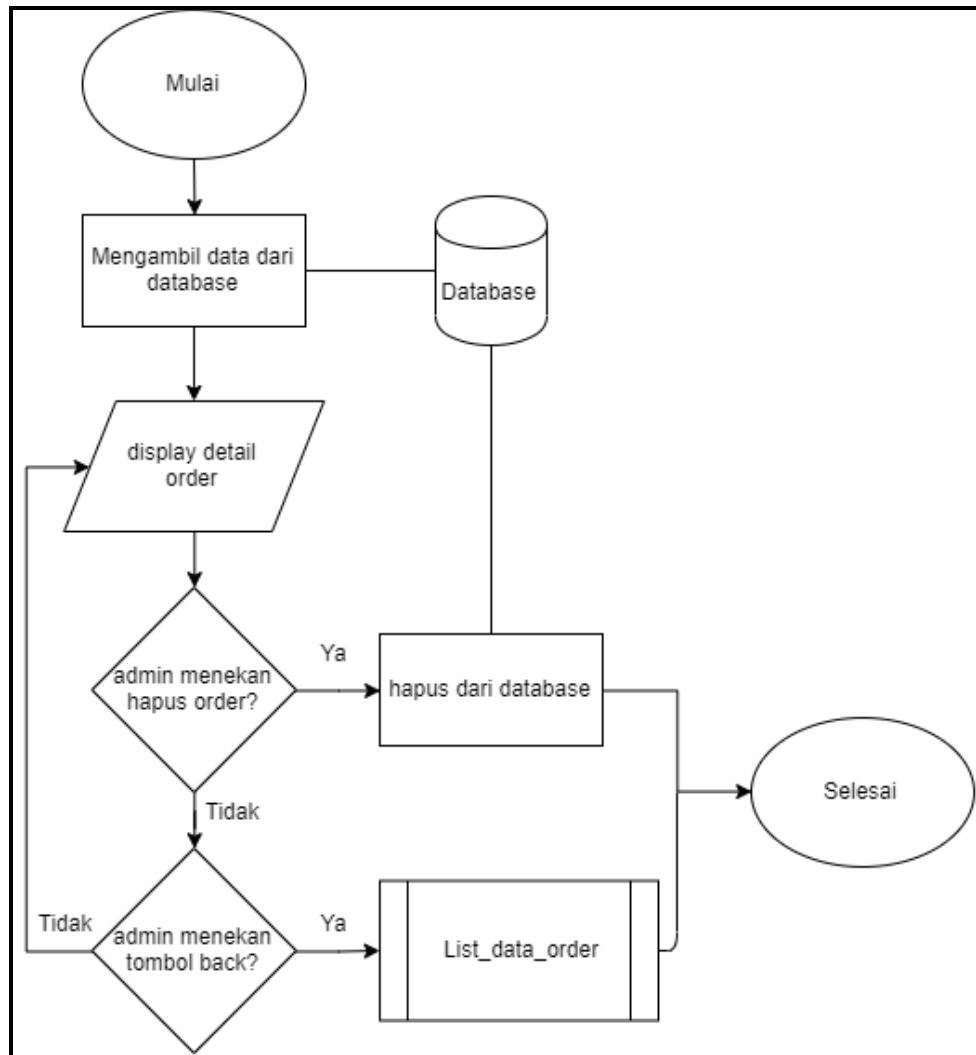 Mulai
Mengambil data dari
database
Database
display detail
order
admin menekan
hapus order?
Ya
hapus dari database
Tidak
Selesai
Tidak
admin menekan
tombol back?
Ya
List_data_order